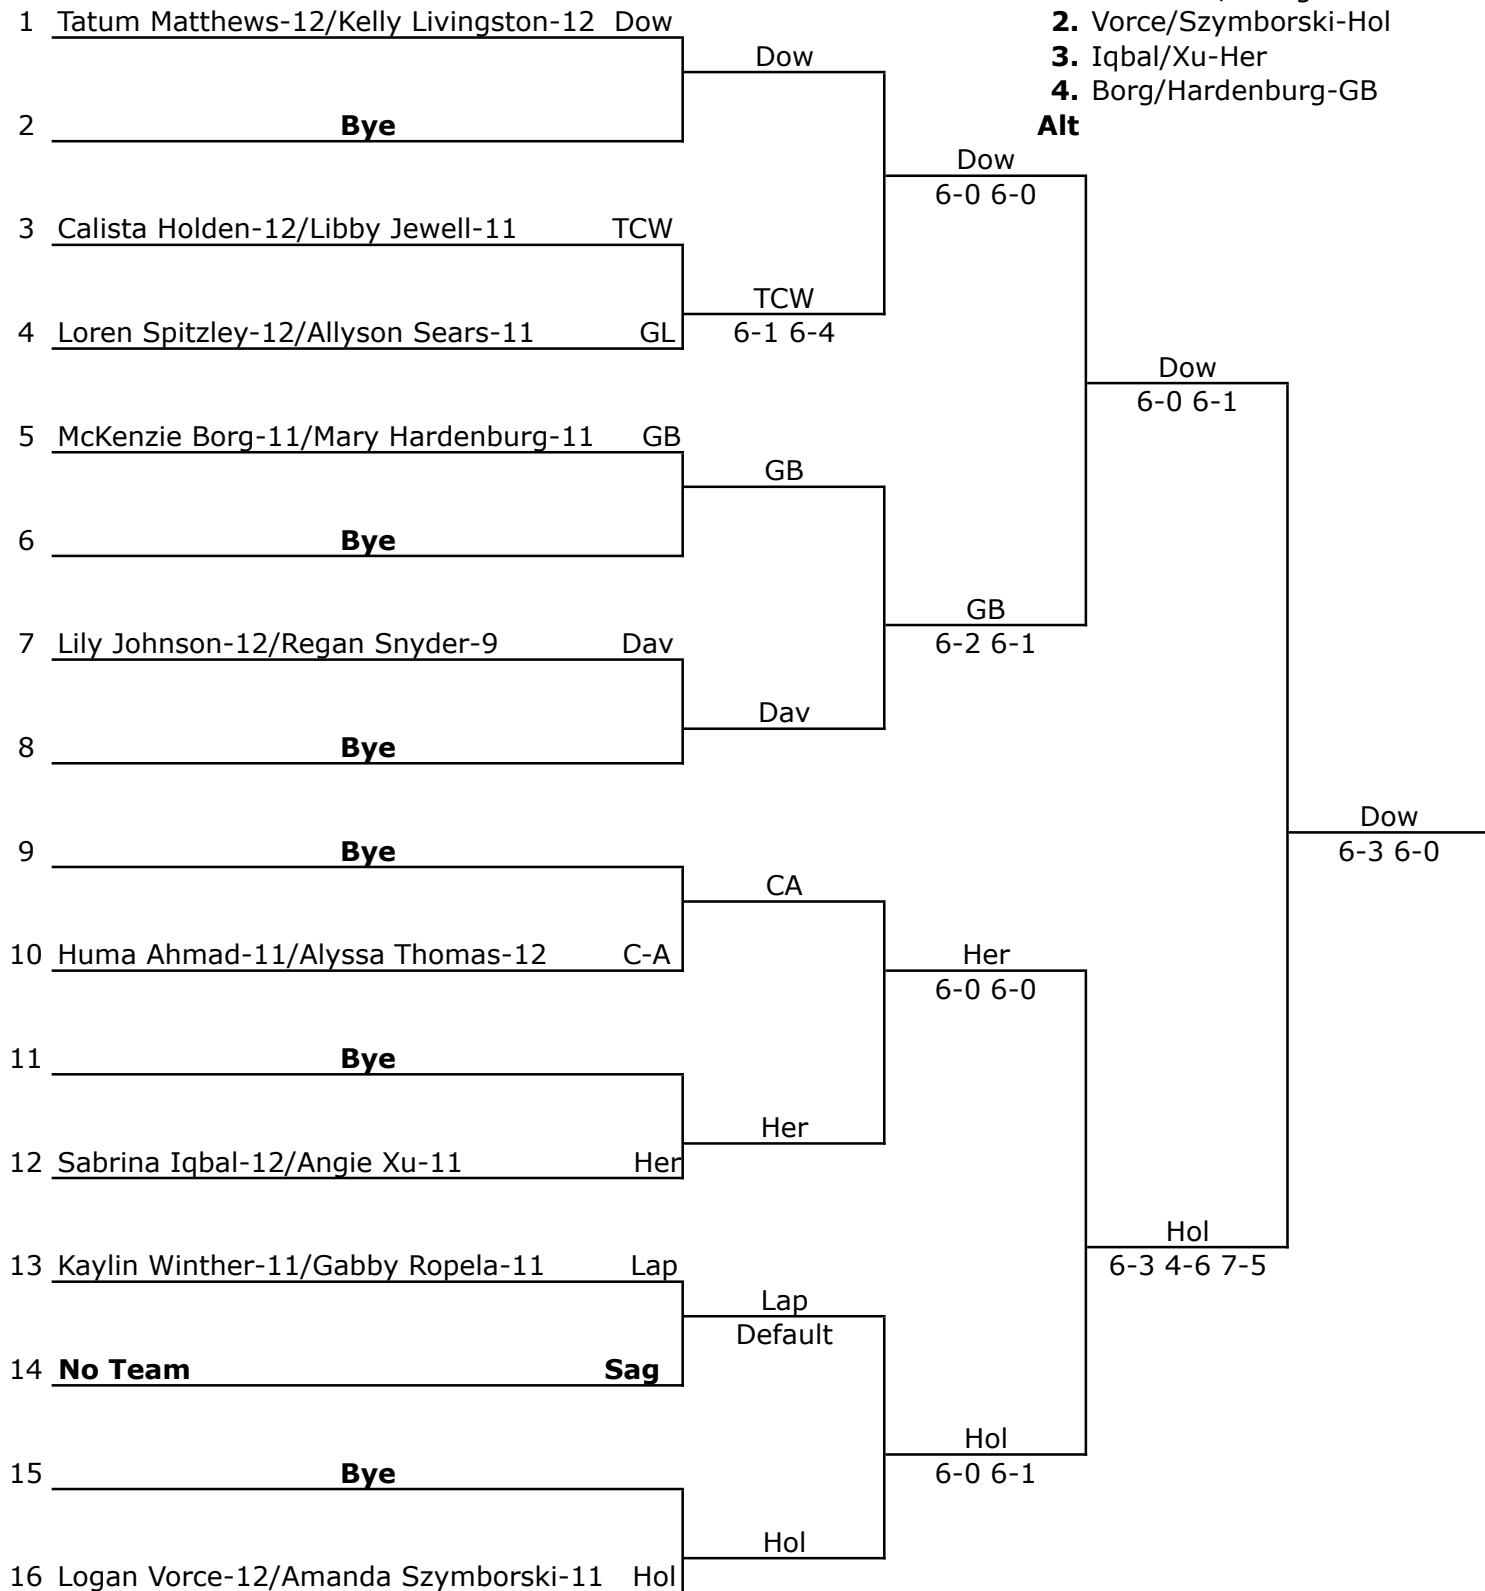 1 Tatum Matthews-12/Kelly Livingston-12 Dow
2. Vorce/Szymborski-Hol
Dow
3. Iqbal/Xu-Her
4. Borg/Hardenburg-GB
2 Bye
Alt
Dow
6-0 6-0
3 Calista Holden-12/Libby Jewell-11 TCW
TCW
4 Loren Spitzley-12/Allyson Sears-11 GL
6-1 6-4
Dow
6-0 6-1
5 McKenzie Borg-11/Mary Hardenburg-11 GB
GB
6 Bye
GB
7 Lily Johnson-12/Regan Snyder-9 Dav
6-2 6-1
Dav
8 Bye
Dow
9 Bye
6-3 6-0
CA
10 Huma Ahmad-11/Alyssa Thomas-12 C-A
Her
6-0 6-0
11 Bye
Her
12 Sabrina Iqbal-12/Angie Xu-11 Her
Hol
13 Kaylin Winther-11/Gabby Ropela-11 Lap
6-3 4-6 7-5
Lap
Default
14 No Team Sag
Hol
15 Bye
6-0 6-1
Hol
16 Logan Vorce-12/Amanda Szymborski-11 Hol